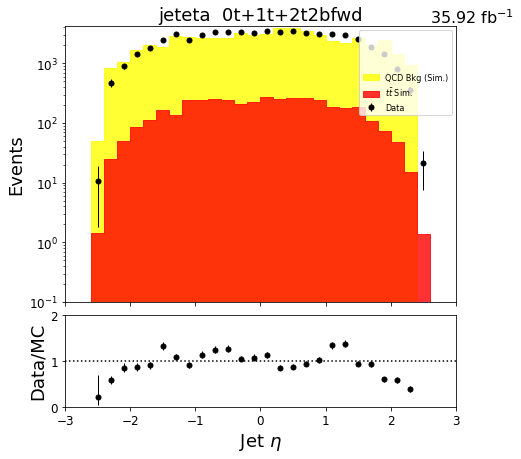 jeteta 0t+1t+2t2bfwd
35.92 fb⁻¹
QCD Bkg (Sim.)
tt̄ Sim.
Data
Events
10³
10²
10¹
10⁰
10⁻¹
Data/MC
2
1
0
−3 −2 −1 0 1 2 3
Jet η